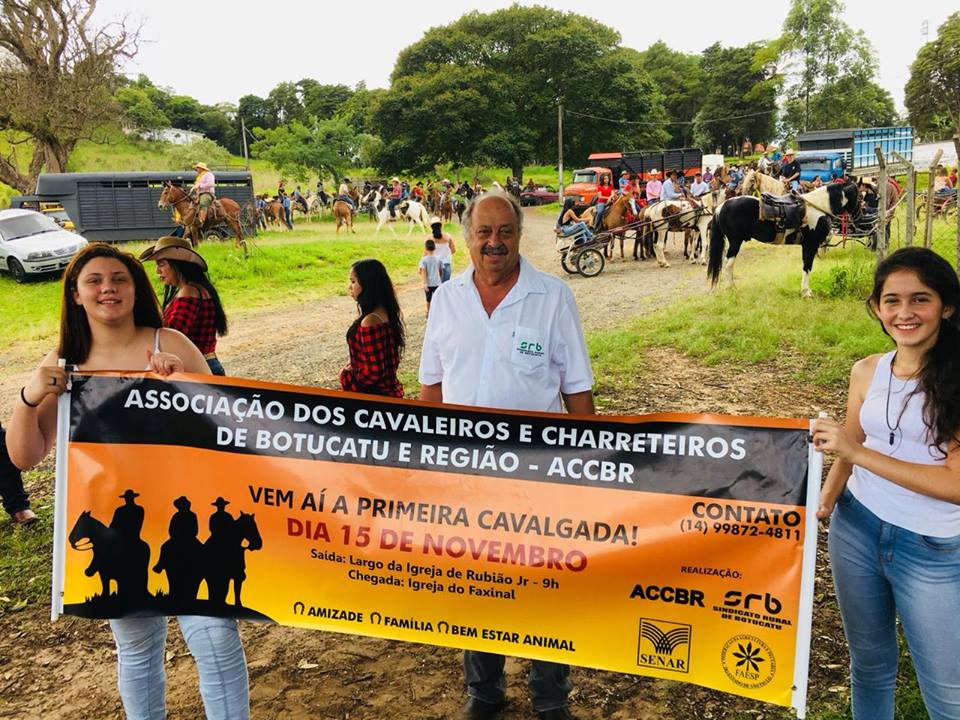 srb
ASSOCIAÇÃO DOS CAVALEIROS E CHARRETEIROS
DE BOTUCATU E REGIÃO - ACCBR
VEM AÍ A PRIMEIRA CAVALGADA!
DIA 15 DE NOVEMBRO
Saída: Largo da Igreja de Rubião Jr - 9h
Chegada: Igreja do Faxinal
AMIZADE FAMÍLIA BEM ESTAR ANIMAL
CONTATO
(14) 99872-4811
REALIZAÇÃO:
ACCBR srb
SINDICATO RURAL
DE BOTUCATU
SENAR
FAESP